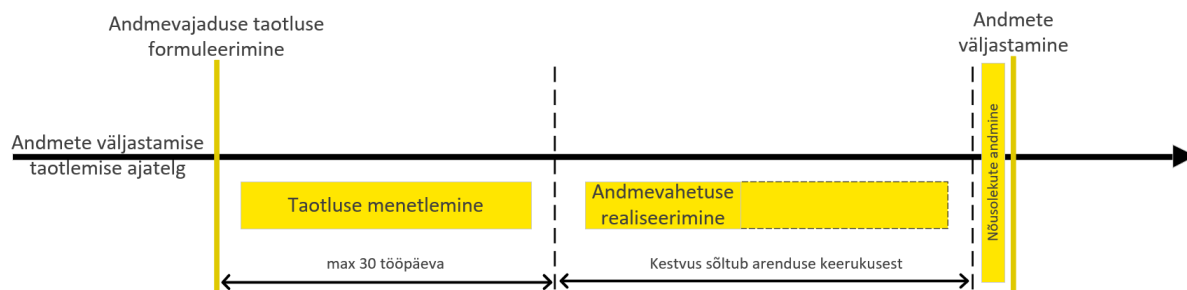 Andmevajaduse taotluse
formuleerimine
Andmete
väljastamine
Andmete väljastamise
taotlemise ajatelg
Taotluse menetlemine
Andmevahetuse
realiseerimine
Nõusolekute andmine
max 30 tööpäeva
Kestvus sõltub arenduse keerukusest